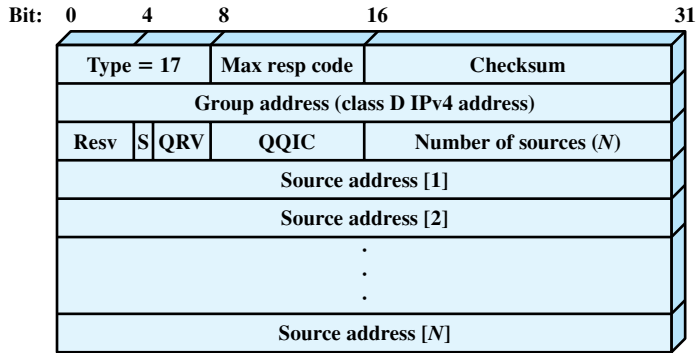 Bit: 0 4 8 16 31
Type = 17 Max resp code Checksum
Group address (class D IPv4 address)
Resv S QRV QQIC Number of sources (N)
Source address [1]
Source address [2]
.
.
.
Source address [N]